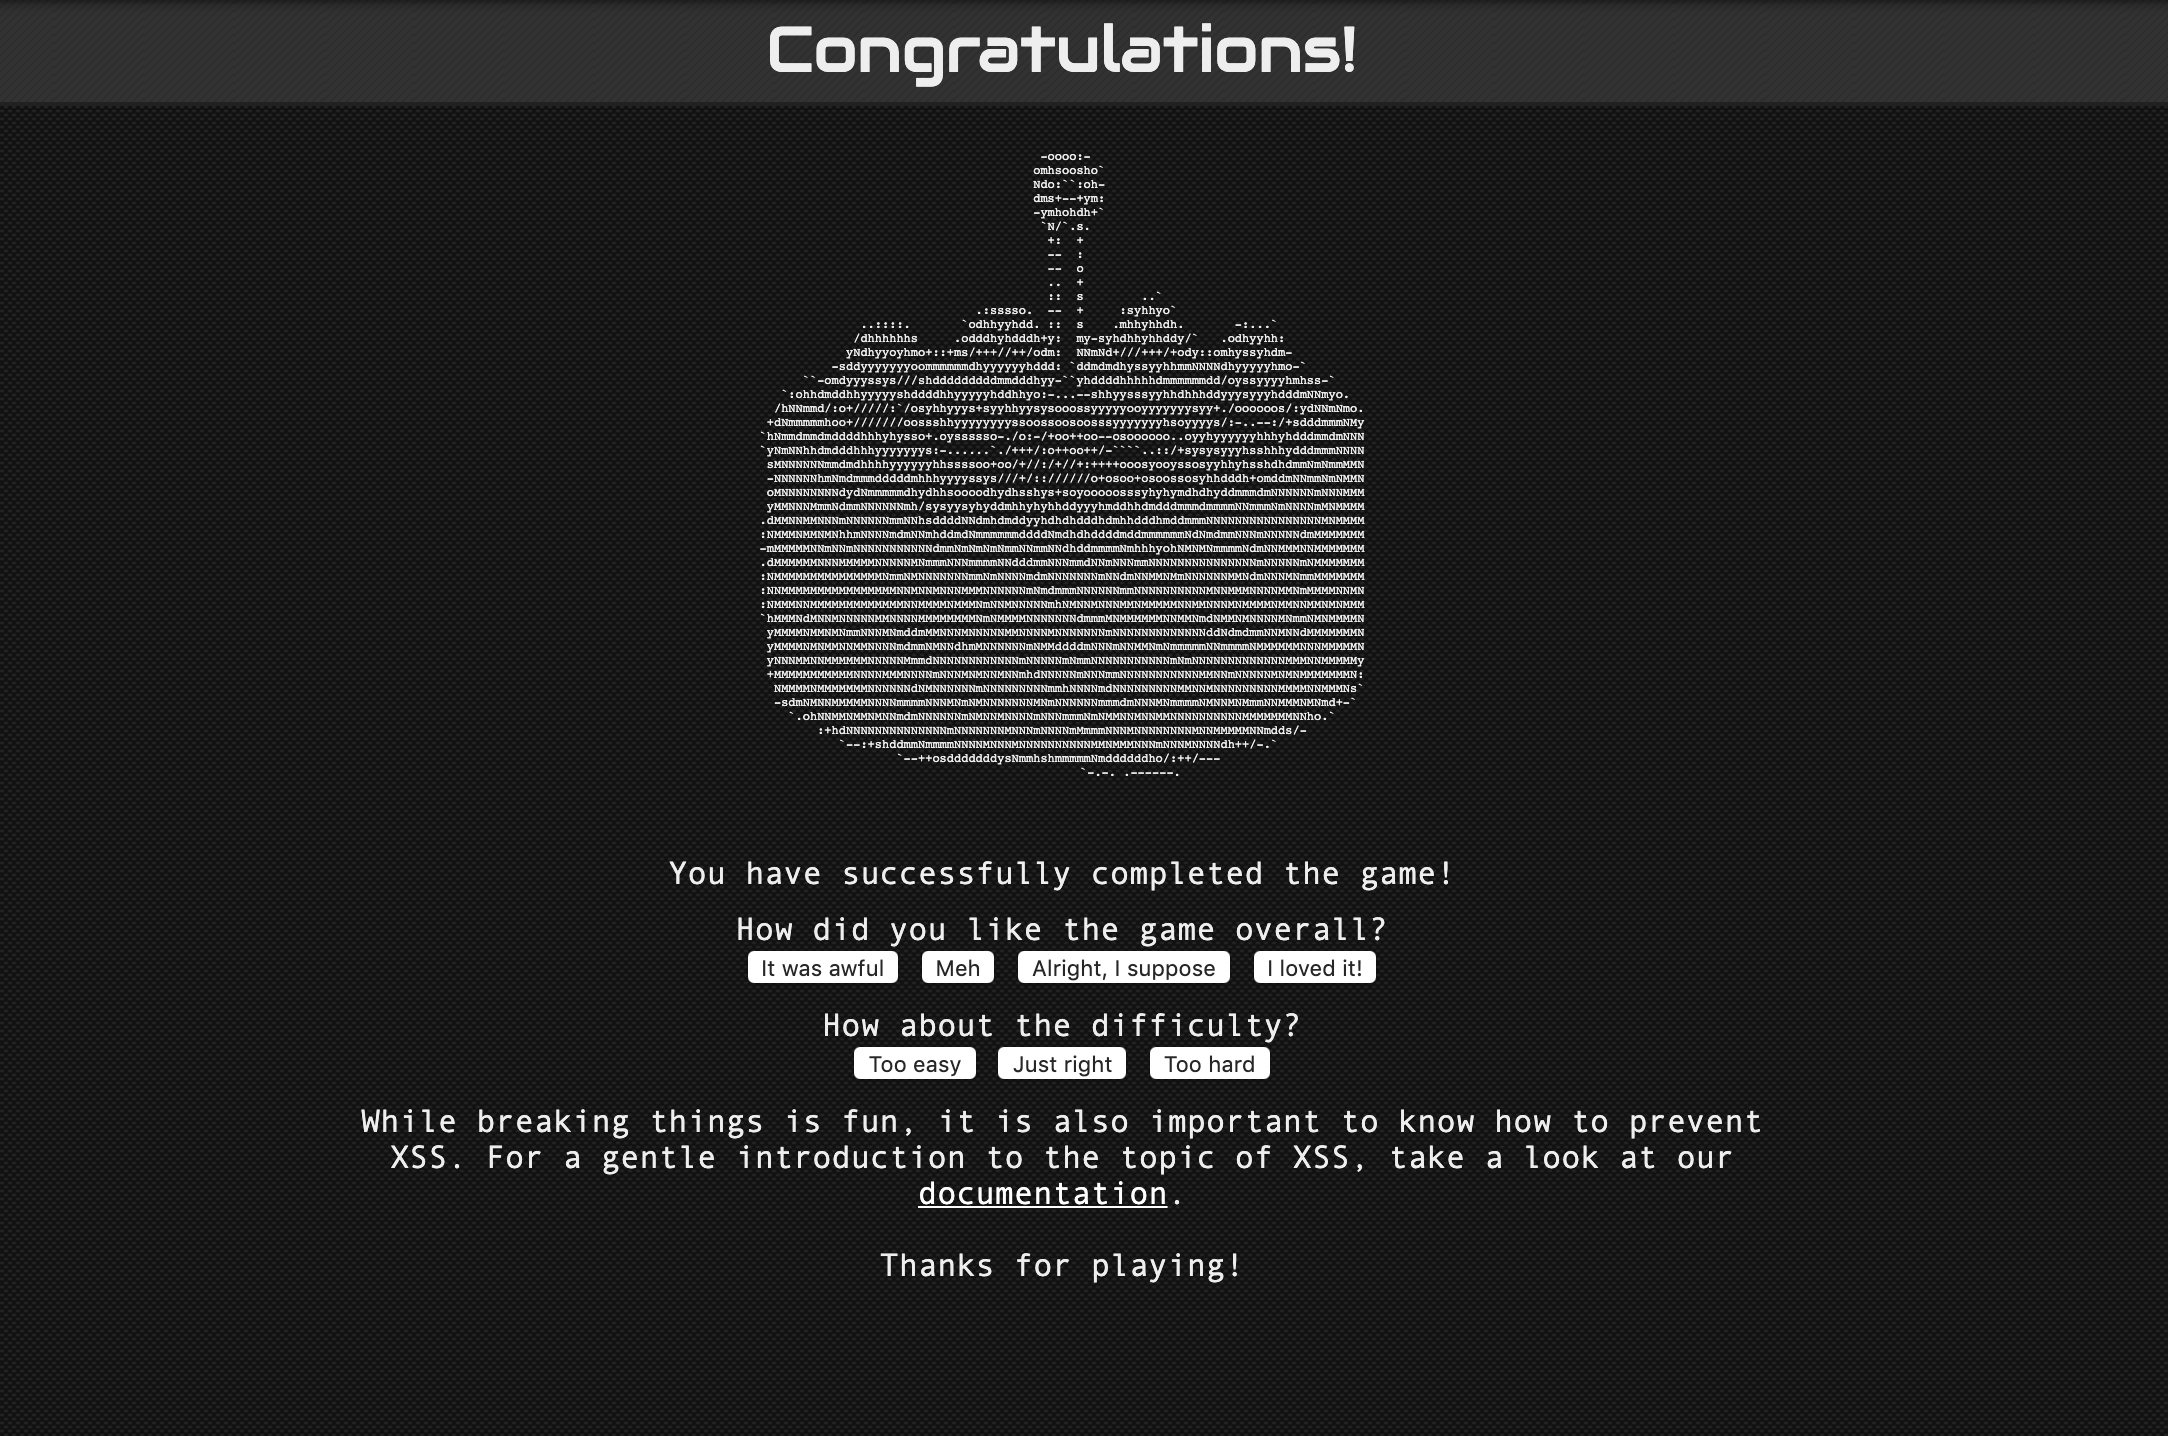 Congratulations!
You have successfully completed the game!
How did you like the game overall?
It was awful
Meh
Alright, I suppose
I loved it!
How about the difficulty?
Too easy
Just right
Too hard
While breaking things is fun, it is also important to know how to prevent
XSS. For a gentle introduction to the topic of XSS, take a look at our
documentation.
Thanks for playing!